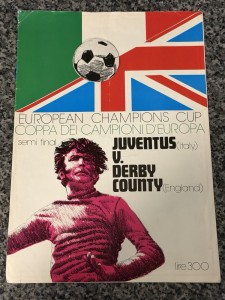 EUROPEAN CHAMPIONS CUP
COPPA DEI CAMPIONI D'EUROPA
semi final
JUVENTUS (Italy)
V.
DERBY
COUNTY (England)
lire 300